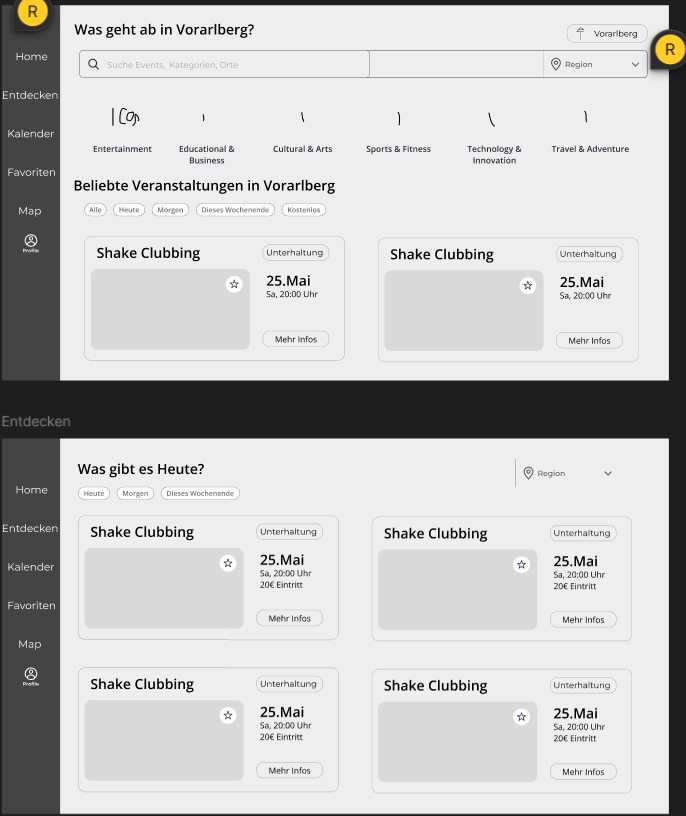 R
Was geht ab in Vorarlberg?
Vorarlberg
R
Home
Suche Events, Kategorien, Orte
Region
Entdecken
Kalender
Entertainment
Educational &
Business
Cultural & Arts
Sports & Fitness
Technology &
Innovation
Travel & Adventure
Favoriten
Beliebte Veranstaltungen in Vorarlberg
Map
Alle
Heute
Morgen
Dieses Wochenende
Kostenlos
Profile
Shake Clubbing
Unterhaltung
25.Mai
Sa, 20:00 Uhr
Mehr Infos
Shake Clubbing
Unterhaltung
25.Mai
Sa, 20:00 Uhr
Mehr Infos
Entdecken
Was gibt es Heute?
Region
Home
Heute
Morgen
Dieses Wochenende
Entdecken
Kalender
Favoriten
Map
Profile
Shake Clubbing
Unterhaltung
25.Mai
Sa, 20:00 Uhr
20€ Eintritt
Mehr Infos
Shake Clubbing
Unterhaltung
25.Mai
Sa, 20:00 Uhr
20€ Eintritt
Mehr Infos
Shake Clubbing
Unterhaltung
25.Mai
Sa, 20:00 Uhr
20€ Eintritt
Mehr Infos
Shake Clubbing
Unterhaltung
25.Mai
Sa, 20:00 Uhr
20€ Eintritt
Mehr Infos